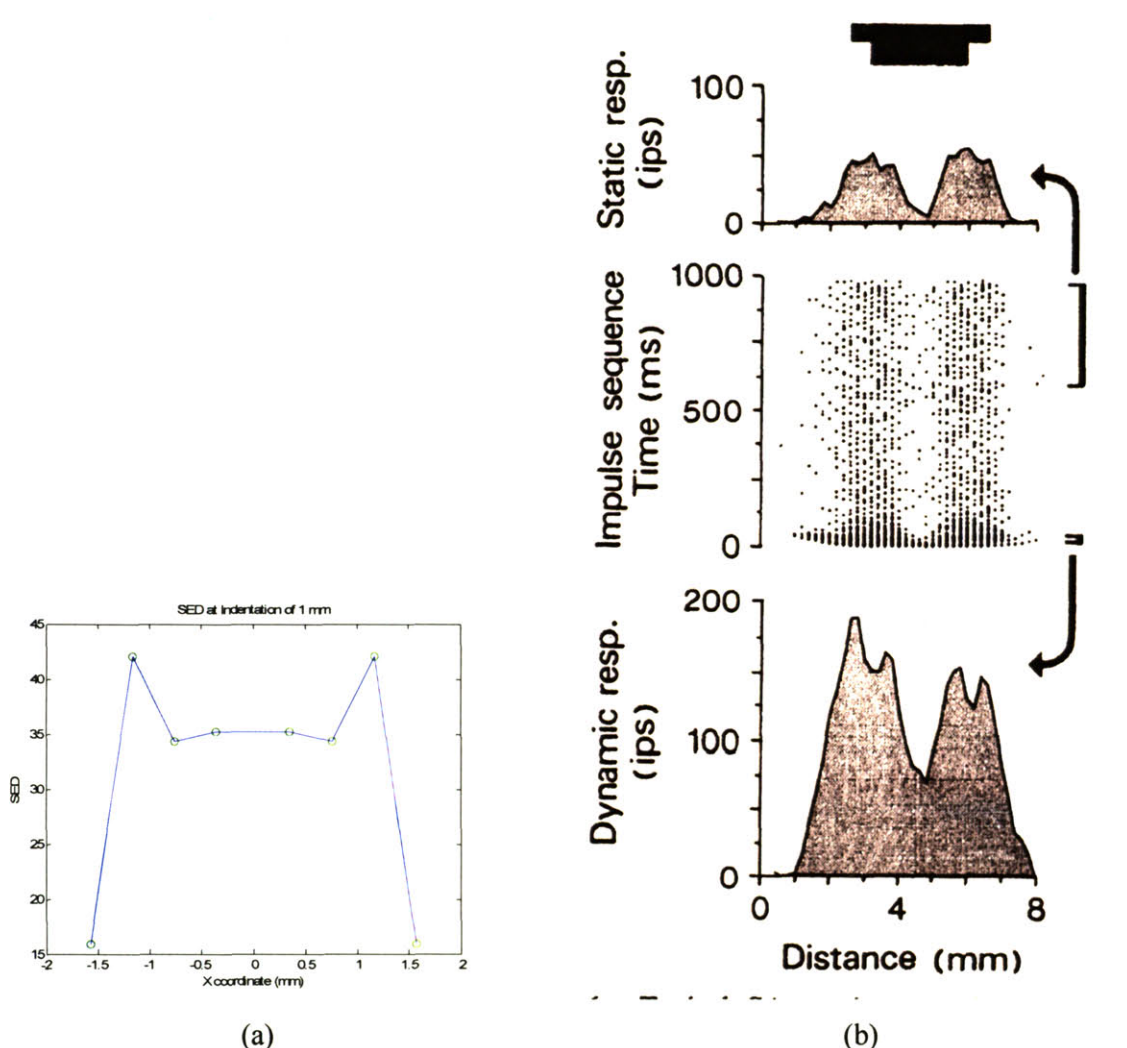 SED at Indentation of 1 mm
SED
45
40
35
30
25
20
15
-2
-1.5
-1
-0.5
0
0.5
1
1.5
2
X coordinate (mm)
(a)
Static resp.
(ips)
100
0
Impulse sequence
Time (ms)
1000
500
0
Dynamic resp.
(ips)
200
100
0
0
4
8
Distance (mm)
(b)